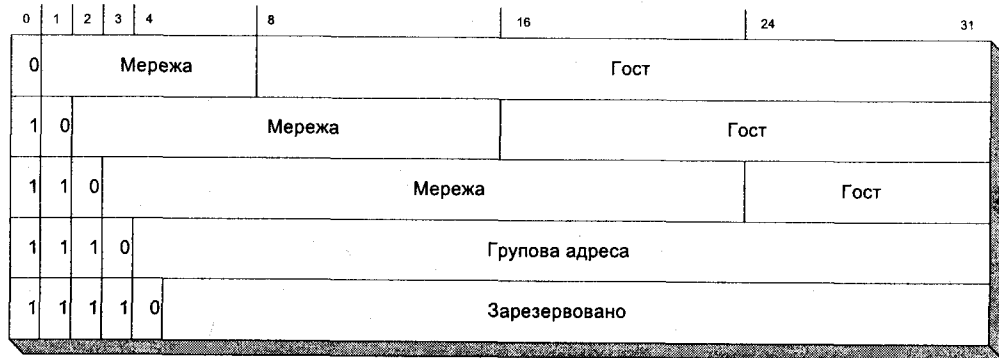 0 1 2 3 4 8 16 24 31
0 Мережа Гост
1 0 Мережа Гост
1 1 0 Мережа Гост
1 1 1 0 Групова адреса
1 1 1 1 0 Зарезервовано